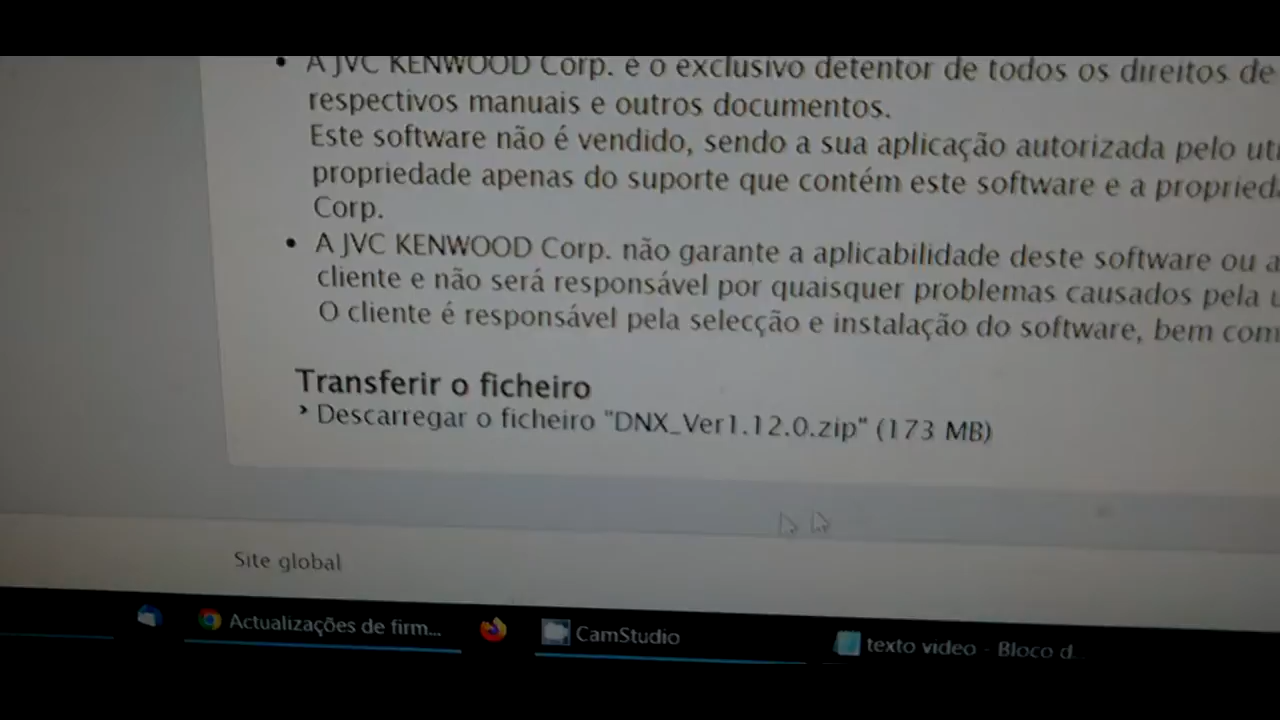 A JVC KENWOOD Corp. é o exclusivo detentor de todos os direitos de
respectivos manuais e outros documentos.
Este software não é vendido, sendo a sua aplicação autorizada pelo
propriedade apenas do suporte que contém este software e a
Corp.
A JVC KENWOOD Corp. não garante a aplicabilidade deste software ou
cliente e não será responsável por quaisquer problemas causados pela
O cliente é responsável pela selecção e instalação do software, bem
Transferir o ficheiro
Descarregar o ficheiro "DNX_Ver1.12.0.zip" (173 MB)
Site global
Actualizações de firm...
CamStudio
texto video - Bloco d...